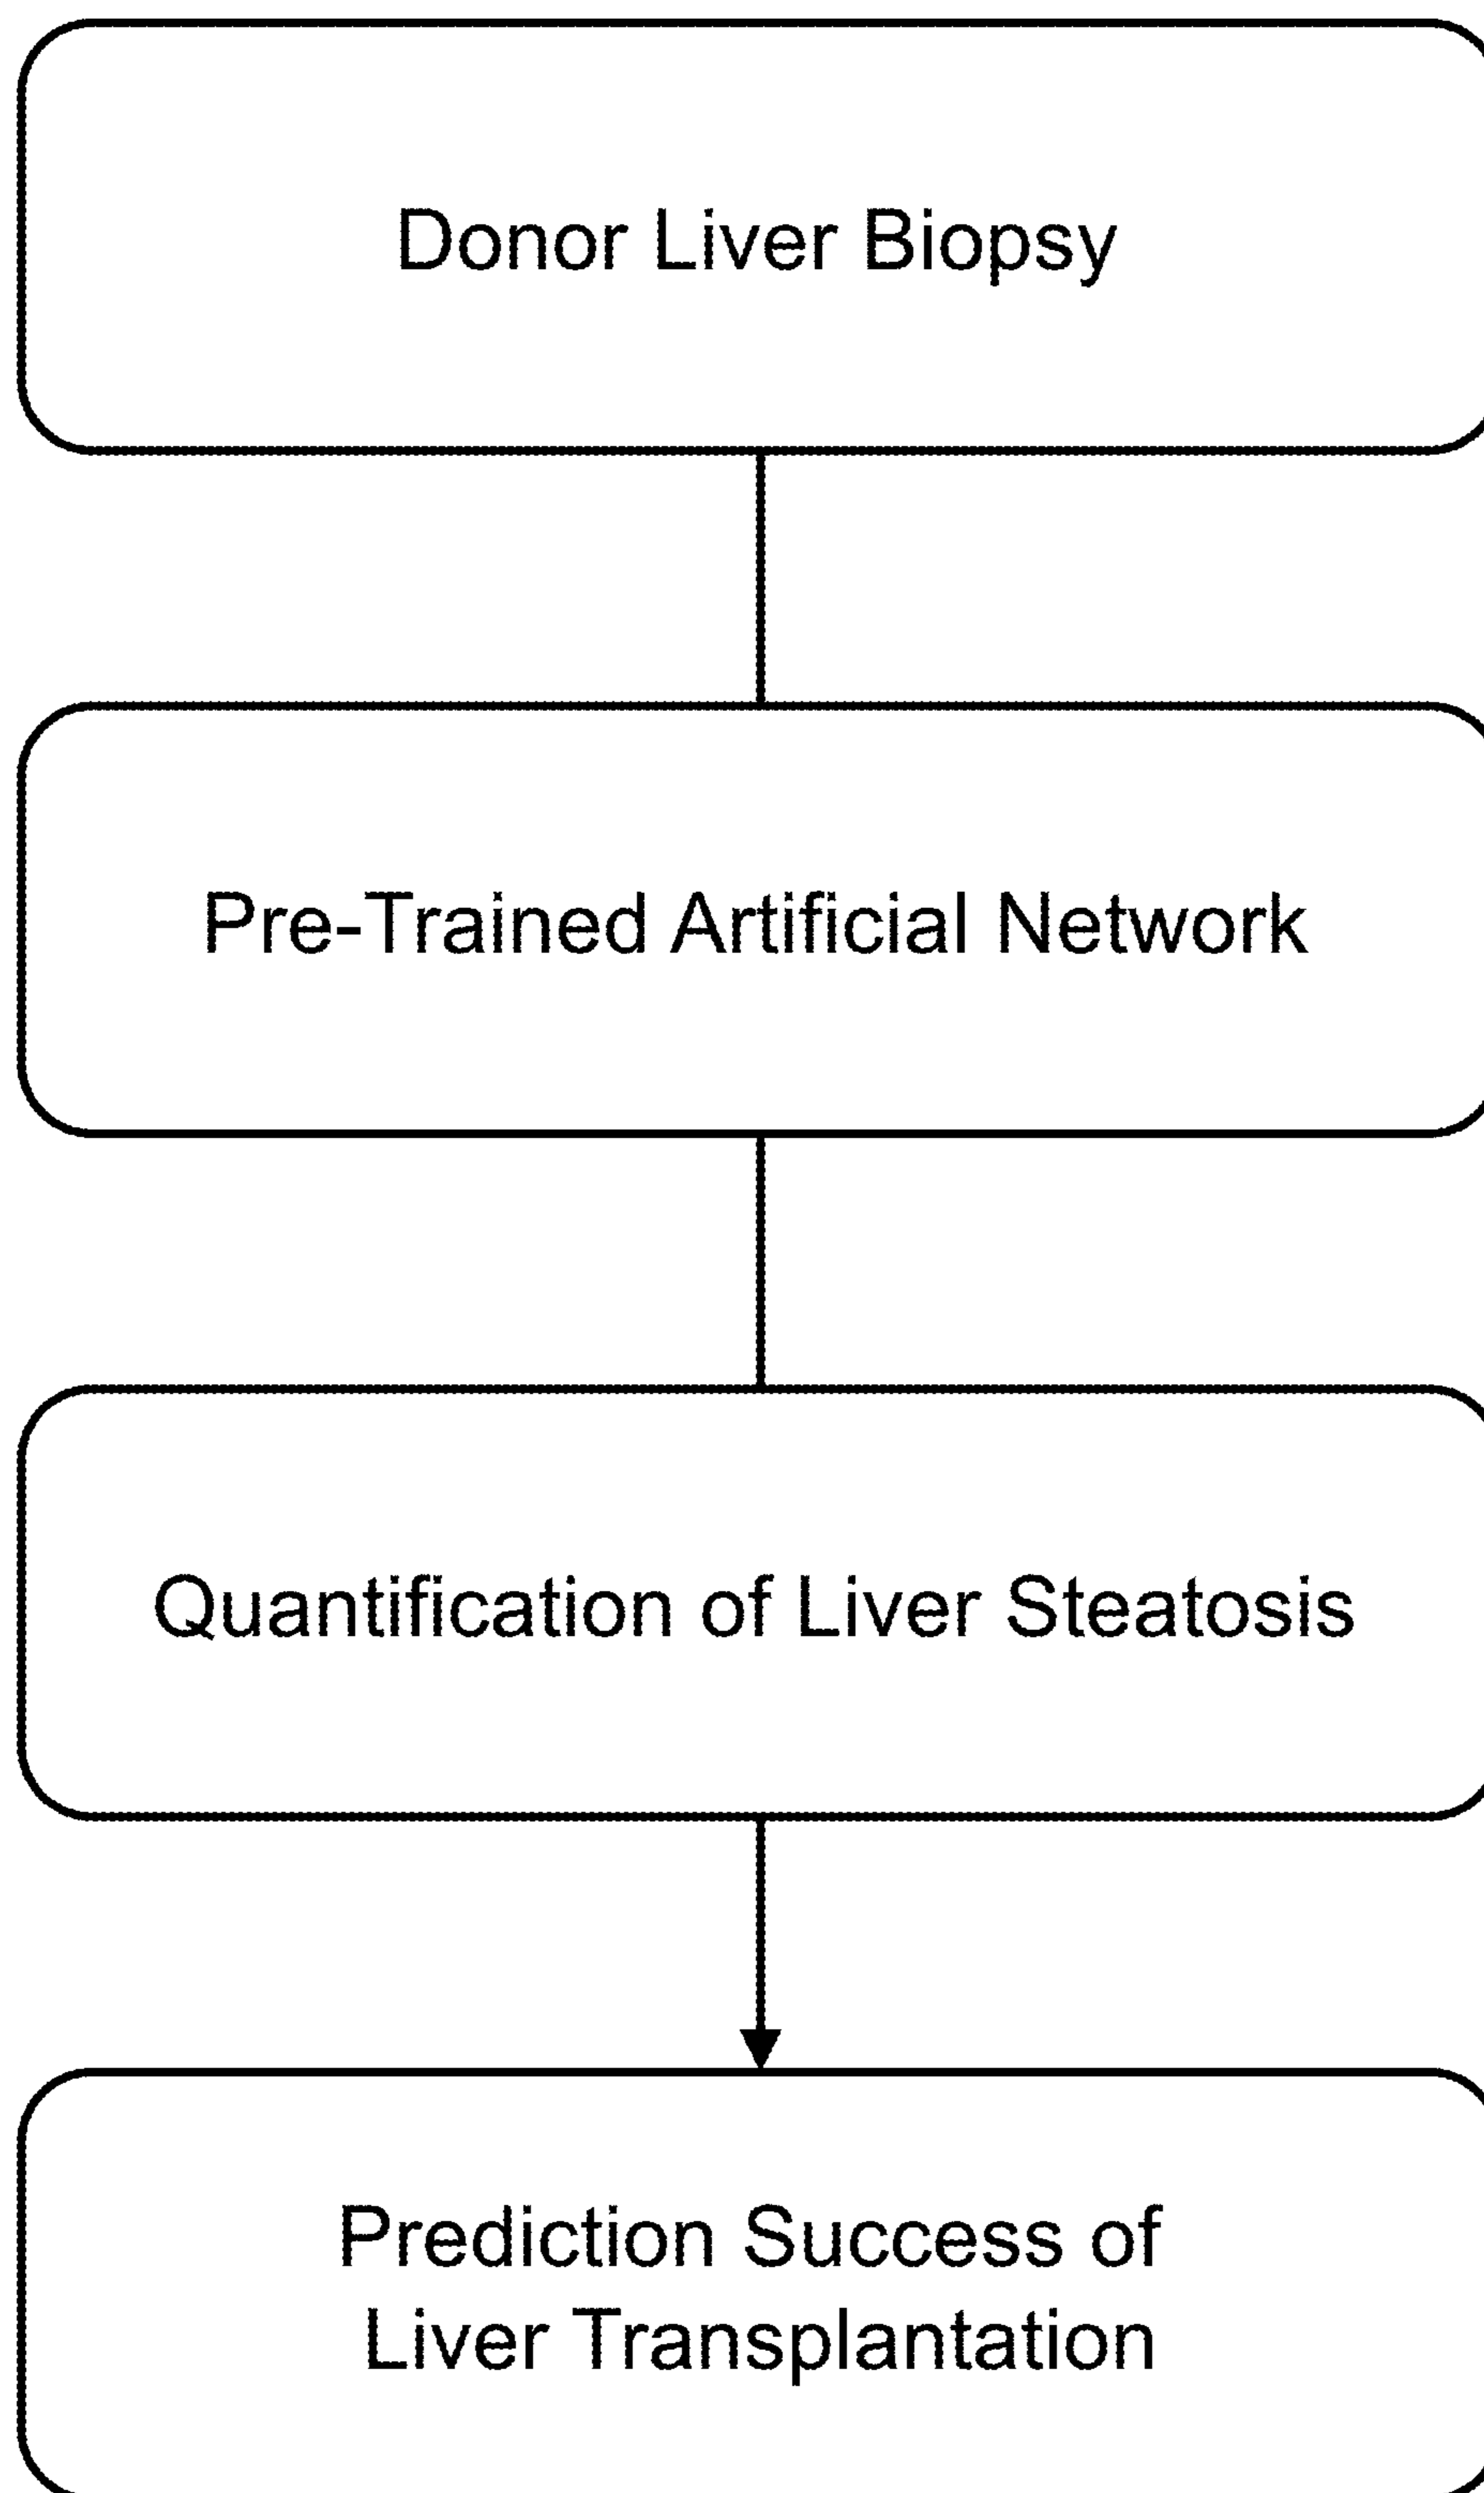 Donor Liver Biopsy
Pre-Trained Artificial Network
Quantification of Liver Steatosis
Prediction Success of
Liver Transplantation